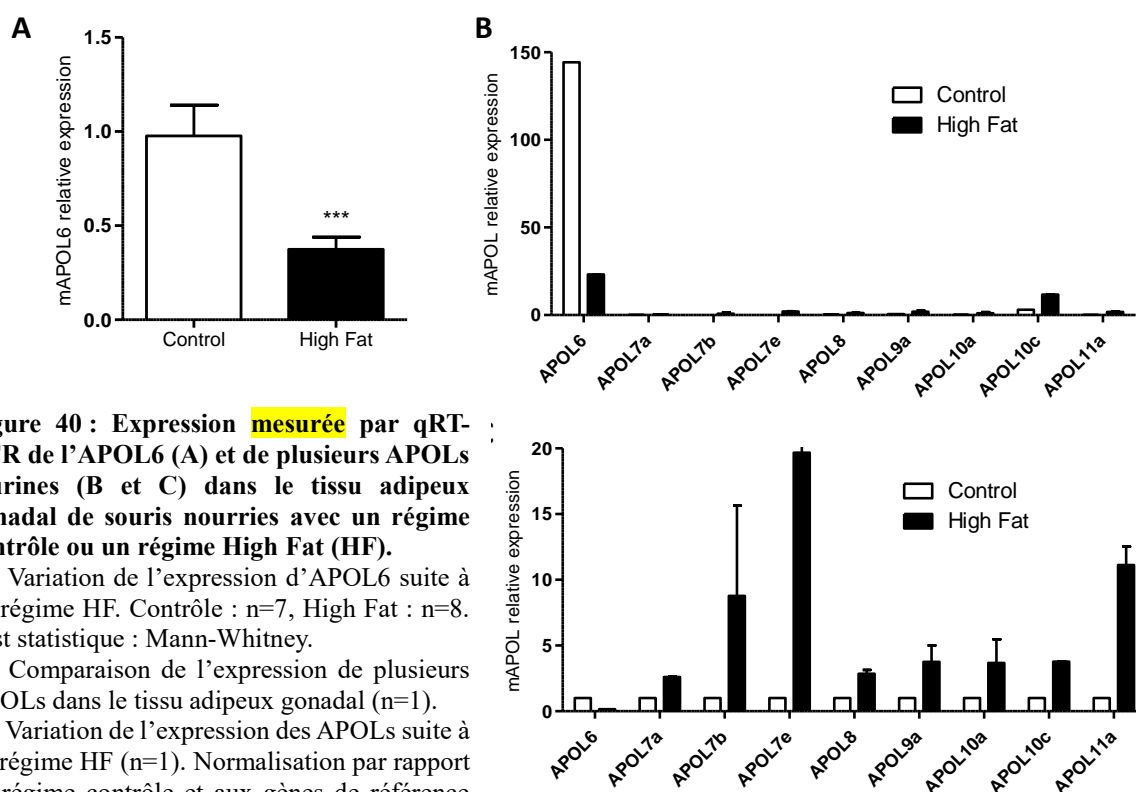 A
1.5
1.0
0.5
0.0
mAPOL6 relative expression
***
Control
High Fat
B
150
100
50
0
mAPOL relative expression
Control
High Fat
APOL6
APOL7a
APOL7b
APOL7e
APOL8
APOL9a
APOL10a
APOL10c
APOL11a
gure 40 : Expression mesurée par qRT-
R de l’APOL6 (A) et de plusieurs APOLs
urines (B et C) dans le tissu adipeux
nadal de souris nourries avec un régime
ntrôle ou un régime High Fat (HF).
Variation de l’expression d’APOL6 suite à
régime HF. Contrôle : n=7, High Fat : n=8.
st statistique : Mann-Whitney.
Comparaison de l’expression de plusieurs
OLs dans le tissu adipeux gonadal (n=1).
Variation de l’expression des APOLs suite à
régime HF (n=1). Normalisation par rapport
régime contrôle et aux gènes de référence
20
15
10
5
0
mAPOL relative expression
Control
High Fat
APOL6
APOL7a
APOL7b
APOL7e
APOL8
APOL9a
APOL10a
APOL10c
APOL11a